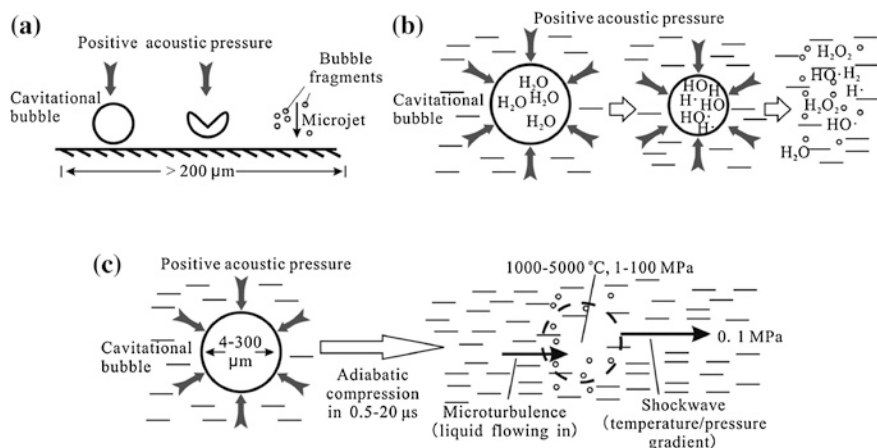 (a)
Positive acoustic pressure
Bubble
fragments
Cavitational
bubble
Microjet
> 200 μm
(b)
Positive acoustic pressure
Cavitational
bubble
H₂O
H₂O H₂O
H₂O
HO H
H· HO
HO·
H·
H₂O₂
HO· H₂
H·
H₂O₂
HO·
H₂O
(c)
Positive acoustic pressure
Cavitational
bubble
4-300
μm
Adiabatic
compression
in 0.5-20 μs
1000-5000 °C, 1-100 MPa
0. 1 MPa
Microturbulence
(liquid flowing in)
Shockwave
(temperature/pressure
gradient)